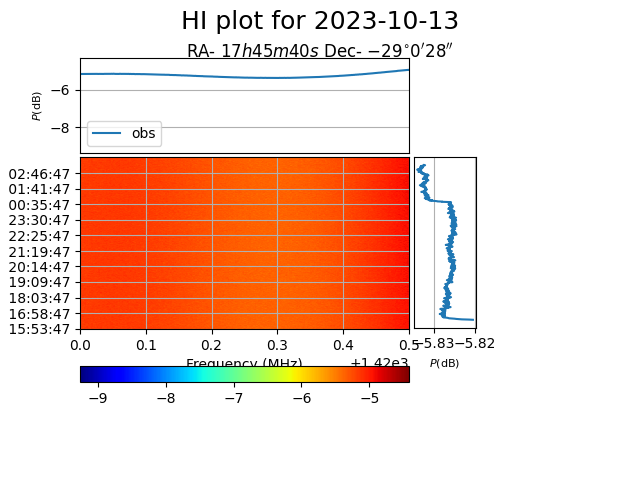 HI plot for 2023-10-13
RA- 17h45m40s Dec- −29°0′28″
P(dB)
−6
−8
obs
02:46:47
01:41:47
00:35:47
23:30:47
22:25:47
21:19:47
20:14:47
19:09:47
18:03:47
16:58:47
15:53:47
0.0 0.1 0.2 0.3 0.4 0.5
−5.83 −5.82
Frequency (MHz)
+1.42e3
P(dB)
−9 −8 −7 −6 −5